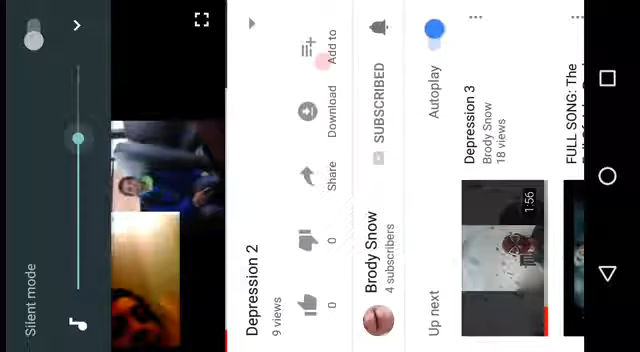 Silent mode
Depression 2
9 views
0
0
Share
Download
Add to
Brody Snow
4 subscribers
SUBSCRIBED
Up next
Autoplay
1:56
Depression 3
Brody Snow
18 views
FULL SONG: The